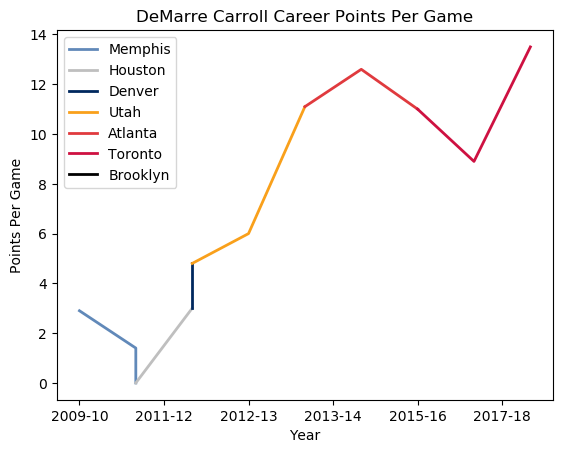 DeMarre Carroll Career Points Per Game
14
12
10
8
6
4
2
0
Points Per Game
Memphis
Houston
Denver
Utah
Atlanta
Toronto
Brooklyn
2009-10 2011-12 2012-13 2013-14 2015-16 2017-18
Year